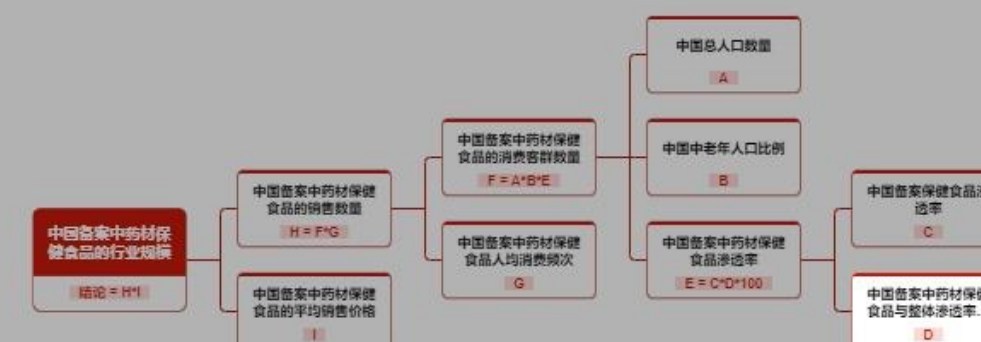 中国总人口数量
A
中国备案中药材保健
食品的消费客群数量
F = A*B*E
中国中老年人口比例
B
中国备案中药材保健
食品的销售数量
H = F*G
中国备案保健食品渗
透率
C
中国备案中药材保
健食品的行业规模
结论 = H*I
中国备案中药材保健
食品人均消费频次
G
中国备案中药材保健
食品渗透率
E = C*D*100
中国备案中药材保健
食品的平均销售价格
I
中国备案中药材保健
食品与整体渗透率...
D